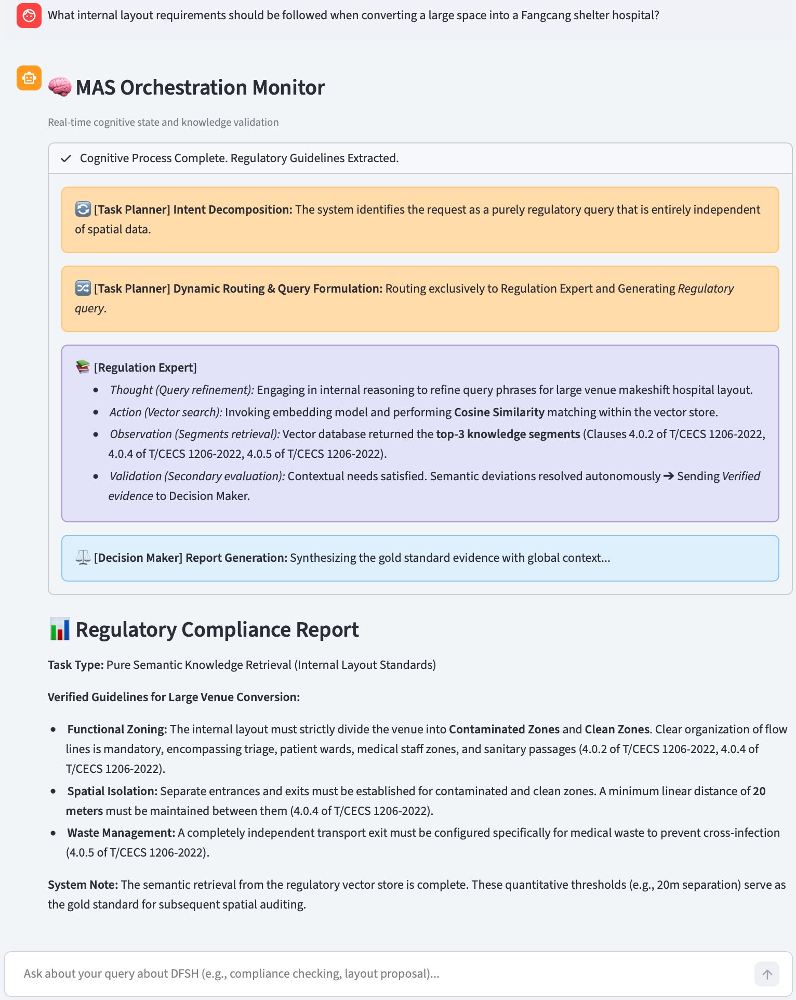 What internal layout requirements should be followed when converting a large space into a Fangcang shelter hospital?
MAS Orchestration Monitor
Real-time cognitive state and knowledge validation
Cognitive Process Complete. Regulatory Guidelines Extracted.
[Task Planner] Intent Decomposition: The system identifies the request as a purely regulatory query that is entirely independent
of spatial data.
[Task Planner] Dynamic Routing & Query Formulation: Routing exclusively to Regulation Expert and Generating Regulatory
query.
[Regulation Expert]
• Thought (Query refinement): Engaging in internal reasoning to refine query phrases for large venue makeshift hospital layout.
• Action (Vector search): Invoking embedding model and performing Cosine Similarity matching within the vector store.
• Observation (Segments retrieval): Vector database returned the top-3 knowledge segments (Clauses 4.0.2 of T/CECS 1206-2022,
4.0.4 of T/CECS 1206-2022, 4.0.5 of T/CECS 1206-2022).
• Validation (Secondary evaluation): Contextual needs satisfied. Semantic deviations resolved autonomously ➔ Sending Verified
evidence to Decision Maker.
[Decision Maker] Report Generation: Synthesizing the gold standard evidence with global context...
Regulatory Compliance Report
Task Type: Pure Semantic Knowledge Retrieval (Internal Layout Standards)
Verified Guidelines for Large Venue Conversion:
• Functional Zoning: The internal layout must strictly divide the venue into Contaminated Zones and Clean Zones. Clear organization of flow
lines is mandatory, encompassing triage, patient wards, medical staff zones, and sanitary passages (4.0.2 of T/CECS 1206-2022, 4.0.4 of
T/CECS 1206-2022).
• Spatial Isolation: Separate entrances and exits must be established for contaminated and clean zones. A minimum linear distance of 20
meters must be maintained between them (4.0.4 of T/CECS 1206-2022).
• Waste Management: A completely independent transport exit must be configured specifically for medical waste to prevent cross-infection
(4.0.5 of T/CECS 1206-2022).
System Note: The semantic retrieval from the regulatory vector store is complete. These quantitative thresholds (e.g., 20m separation) serve as
the gold standard for subsequent spatial auditing.
Ask about your query about DFSH (e.g., compliance checking, layout proposal)...